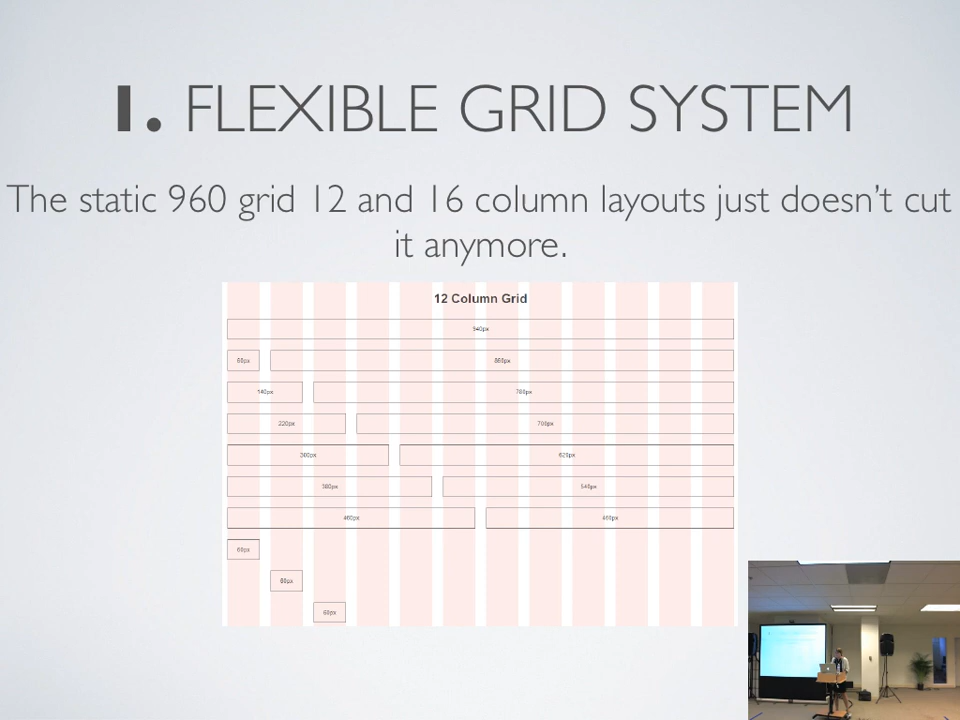 1. FLEXIBLE GRID SYSTEM
The static 960 grid 12 and 16 column layouts just doesn't cut
it anymore.
12 Column Grid
940px
60px 860px
140px 780px
220px 700px
300px 620px
380px 540px
460px 460px
60px
60px
60px